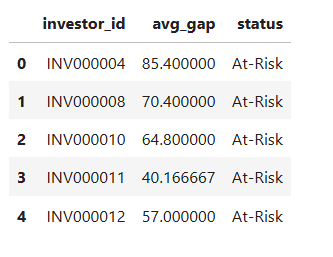 investor_id avg_gap status
0 INV000004 85.400000 At-Risk
1 INV000008 70.400000 At-Risk
2 INV000010 64.800000 At-Risk
3 INV000011 40.166667 At-Risk
4 INV000012 57.000000 At-Risk